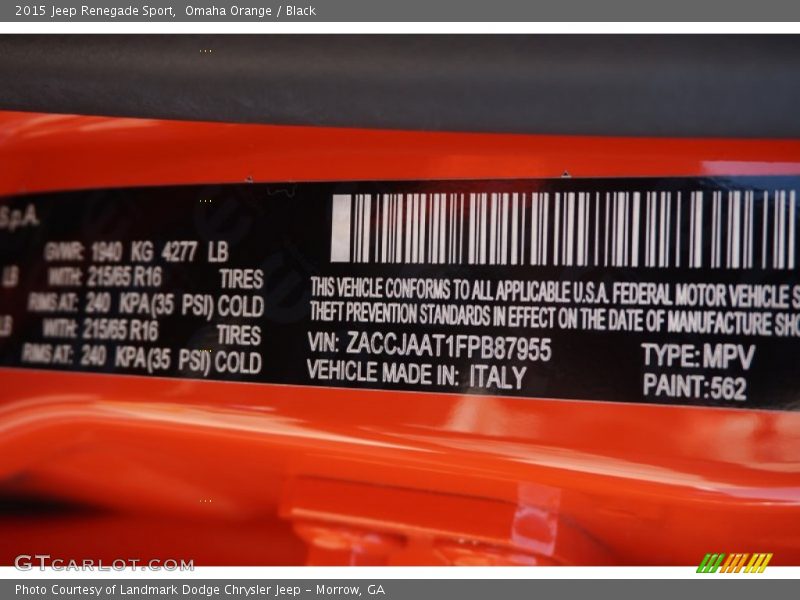 2015 Jeep Renegade Sport,  Omaha Orange / Black
S.p.A.
GVWR: 1940 KG 4277 LB
LB WITH: 215/65 R16 TIRES
RIMS AT: 240 KPA(35 PSI) COLD
LB WITH: 215/65 R16 TIRES
RIMS AT: 240 KPA(35 PSI) COLD
THIS VEHICLE CONFORMS TO ALL APPLICABLE U.S.A. FEDERAL MOTOR VEHICLE S
THEFT PREVENTION STANDARDS IN EFFECT ON THE DATE OF MANUFACTURE SHO
VIN: ZACCJAAT1FPB87955 TYPE: MPV
VEHICLE MADE IN: ITALY PAINT:562
GTCARLOT.COM
Photo Courtesy of Landmark Dodge Chrysler Jeep – Morrow, GA